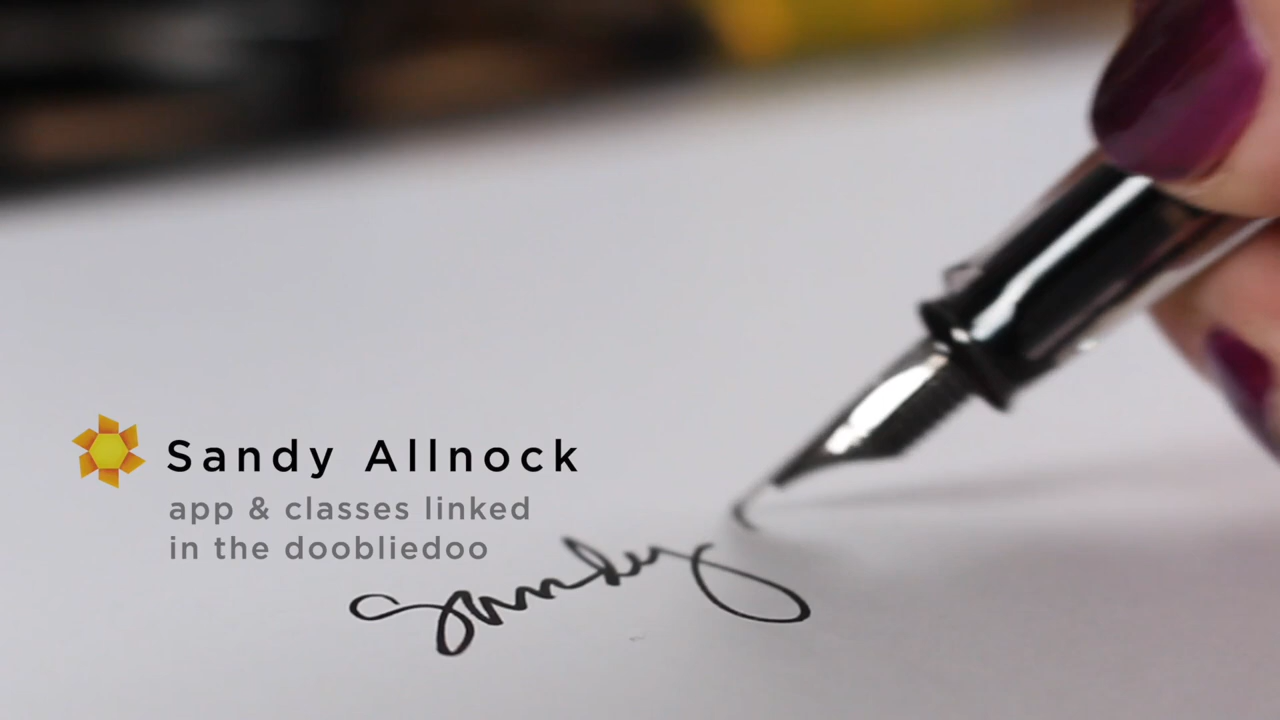 Sandy Allnock
app & classes linked
in the doobliedoo
Sandy